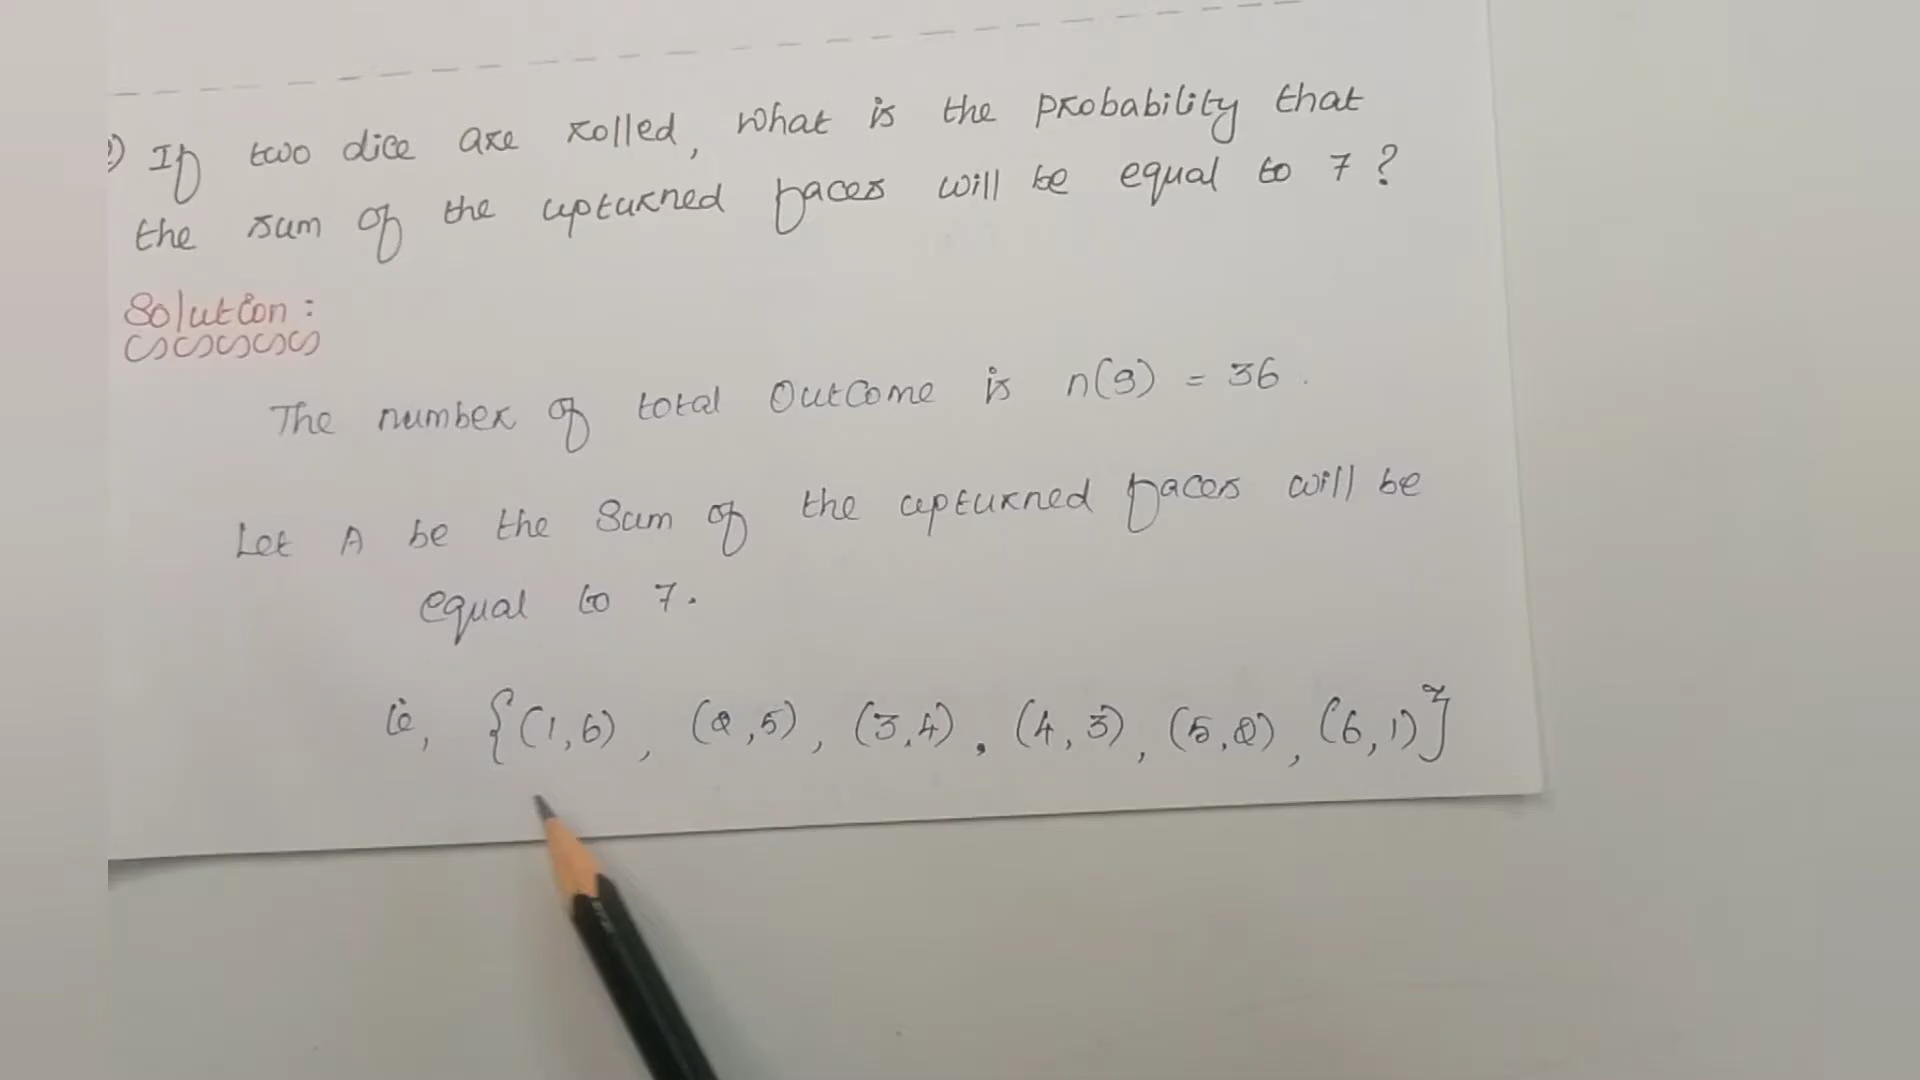 ) If two dice are rolled, what is the probability that
the sum of the upturned faces will be equal to 7 ?
Solution :
The number of total Outcome is n(S) = 36 .
Let A be the Sum of the upturned faces will be
equal to 7.
ie, {(1,6), (2,5), (3,4), (4,3), (5,2), (6,1)}